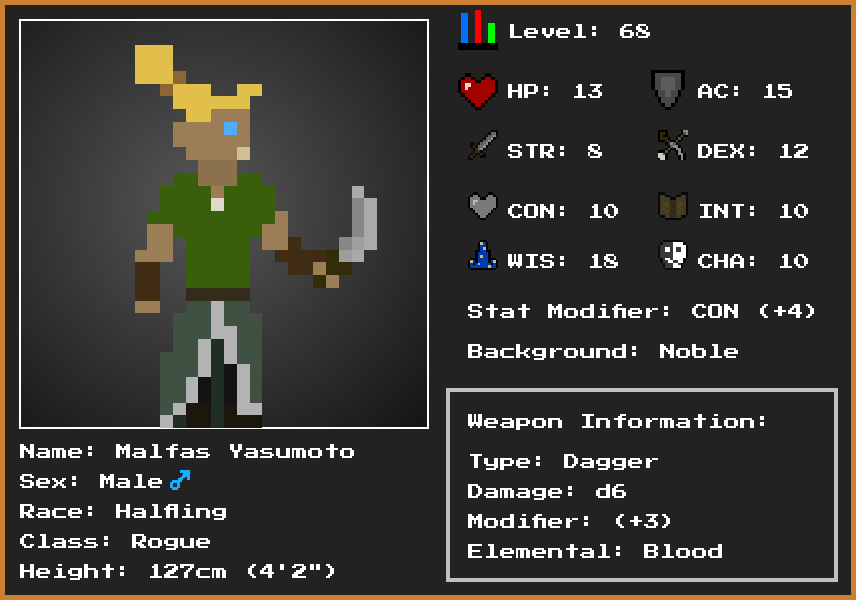 Level: 68
HP: 13
AC: 15
STR: 8
DEX: 12
CON: 10
INT: 10
WIS: 18
CHA: 10
Stat Modifier: CON (+4)
Background: Noble
Weapon Information:
Type: Dagger
Damage: d6
Modifier: (+3)
Elemental: Blood
Name: Malfas Yasumoto
Sex: Male♂
Race: Halfling
Class: Rogue
Height: 127cm (4'2")